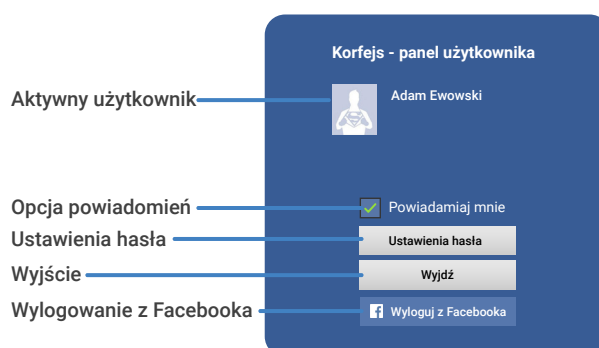 Korfejs - panel użytkownika
Aktywny użytkownik
Adam Ewowski
Opcja powiadomień
Powiadamiaj mnie
Ustawienia hasła
Ustawienia hasła
Wyjście
Wyjdź
Wylogowanie z Facebooka
f Wyloguj z Facebooka